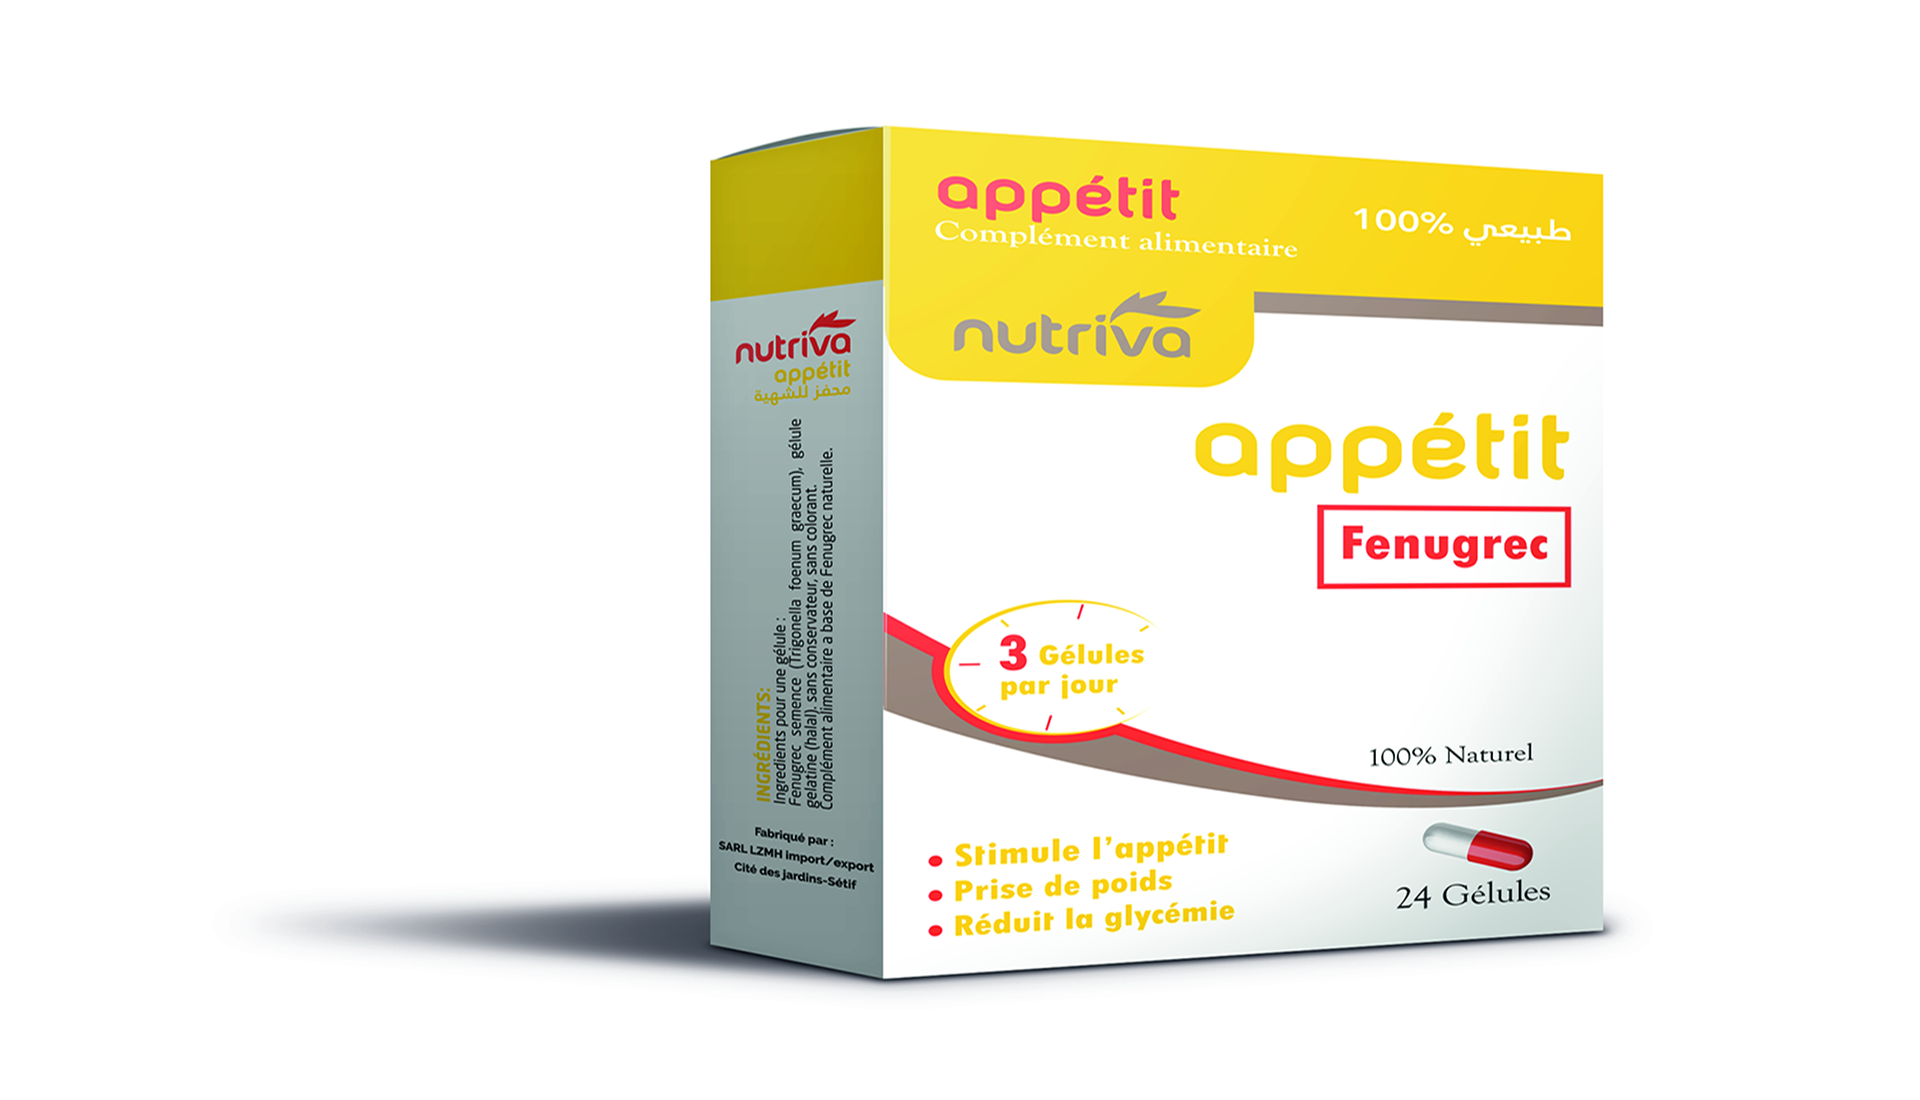 appétit
Complément alimentaire
100% طبيعي
nutriva
appétit
Fenugrec
3 Gélules
par jour
100% Naturel
24 Gélules
Stimule l'appétit
Prise de poids
Réduit la glycémie
nutriva
appétit
محفز للشهية
INGRÉDIENTS:
Ingredients pour une gélule :
Fenugrec semence (Trigonella foenum graecum), gélule
gelatine (halal), sans conservateur, sans colorant.
Complément alimentaire a base de Fenugrec naturelle.
Fabriqué par :
SARL LZMH import/export
Cité des jardins-Sétif